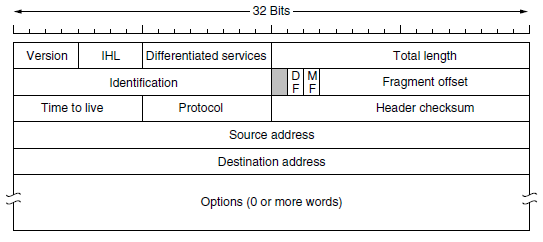 32 Bits
Version IHL Differentiated services Total length
Identification D F M F Fragment offset
Time to live Protocol Header checksum
Source address
Destination address
Options (0 or more words)